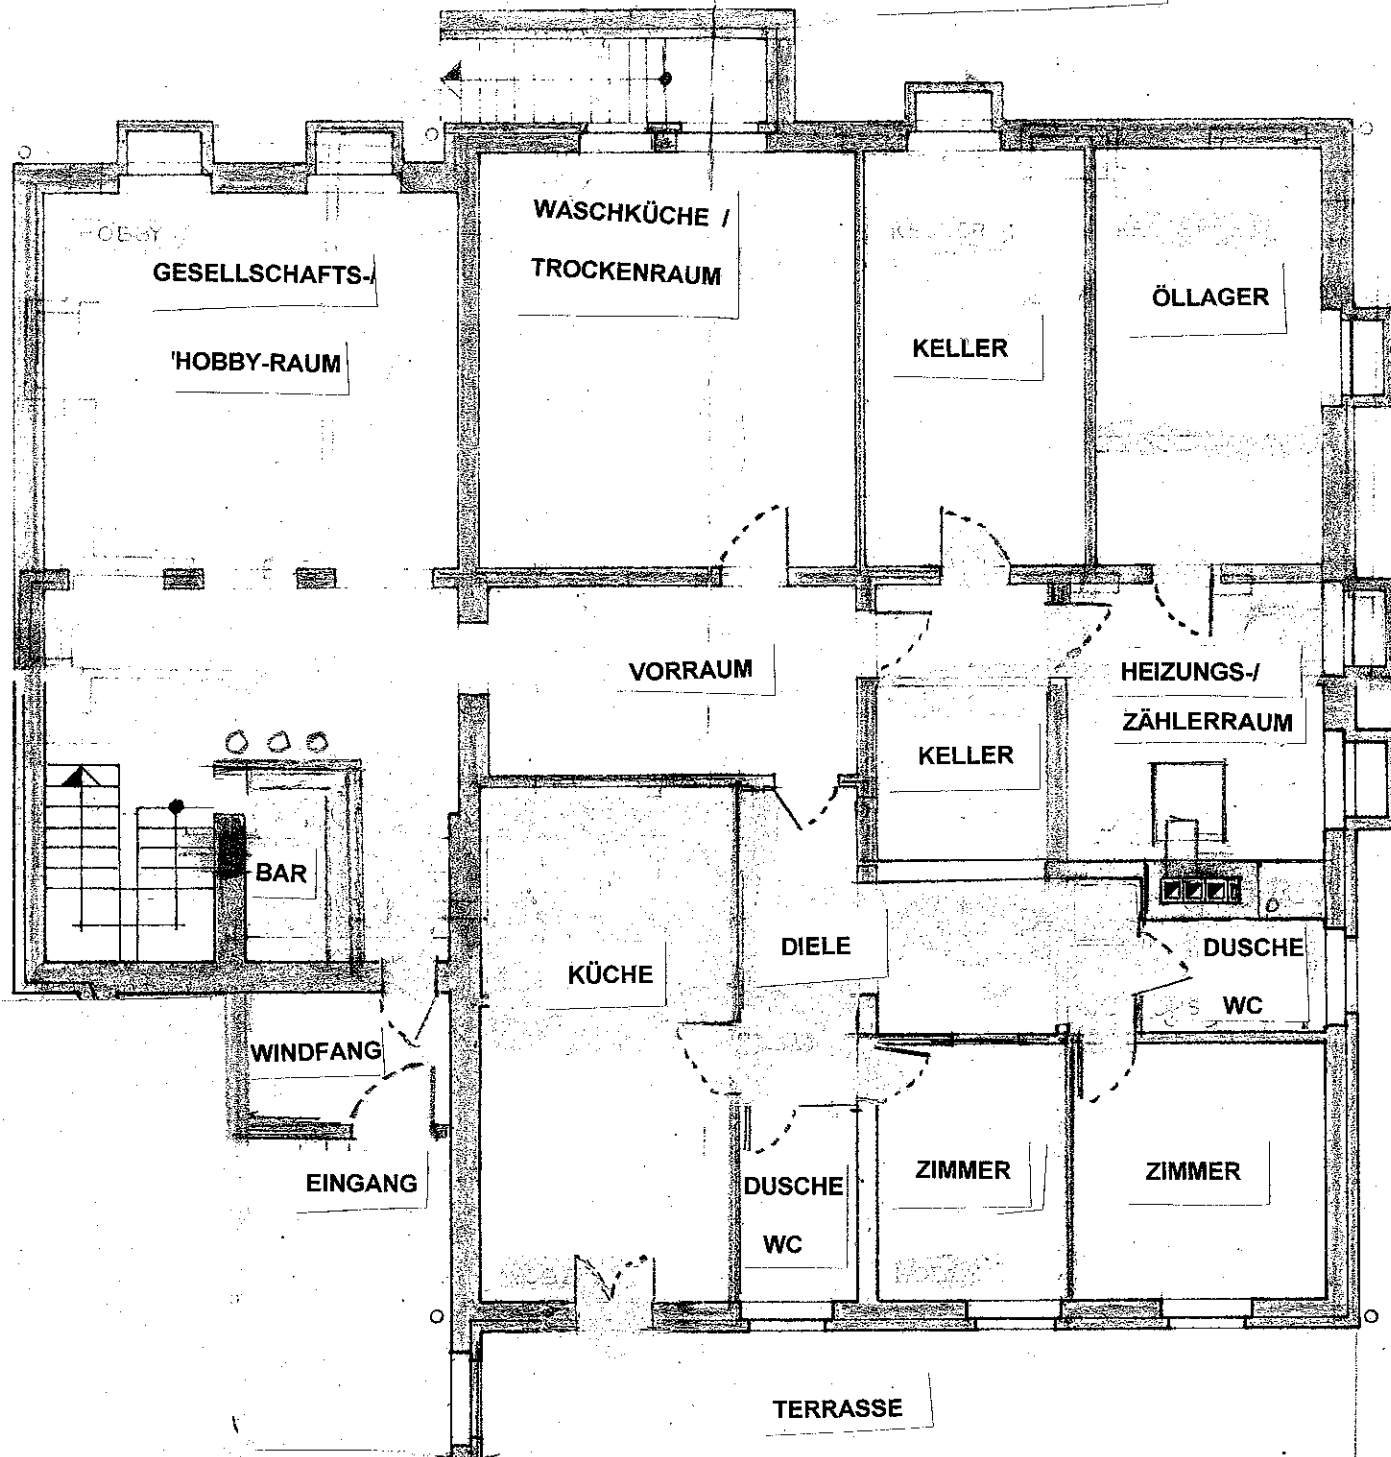 WASCHKÜCHE /
TROCKENRAUM
HOBBY
GESELLSCHAFTS-/
HOBBY-RAUM
KELLER
ÖLLAGER
VORRAUM
HEIZUNGS-/
ZÄHLERRAUM
KELLER
BAR
KÜCHE
DIELE
DUSCHE
WC
WINDFANG
EINGANG
DUSCHE
WC
ZIMMER
ZIMMER
TERRASSE